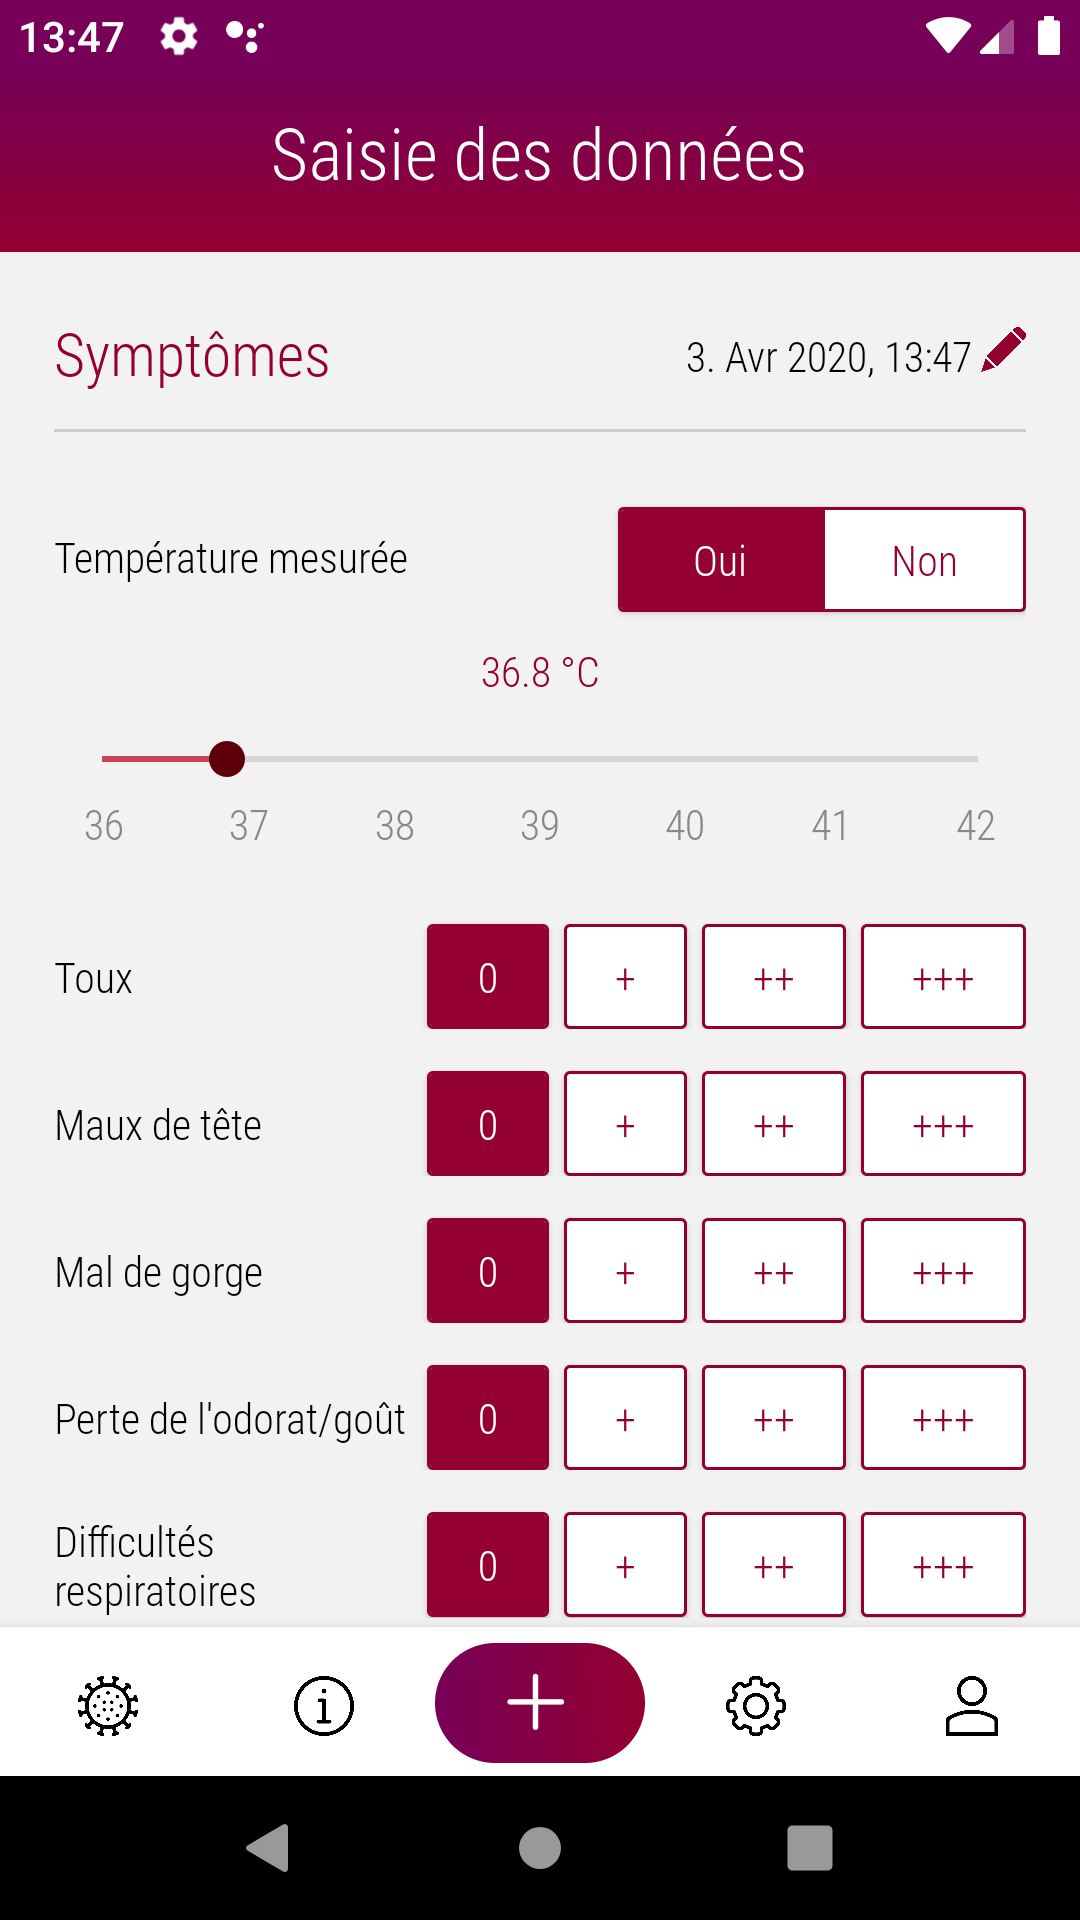 13:47
Saisie des données
Symptômes 3. Avr 2020, 13:47
Température mesurée Oui Non
36.8 °C
36 37 38 39 40 41 42
Toux 0 + ++ +++
Maux de tête 0 + ++ +++
Mal de gorge 0 + ++ +++
Perte de l'odorat/goût 0 + ++ +++
Difficultés
respiratoires 0 + ++ +++